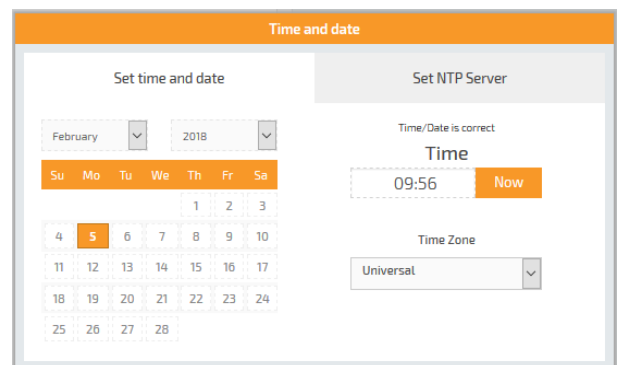 Time and date
Set time and date
Set NTP Server
February 2018
Su Mo Tu We Th Fr Sa
1 2 3
4 5 6 7 8 9 10
11 12 13 14 15 16 17
18 19 20 21 22 23 24
25 26 27 28
Time/Date is correct
Time
09:56 Now
Time Zone
Universal